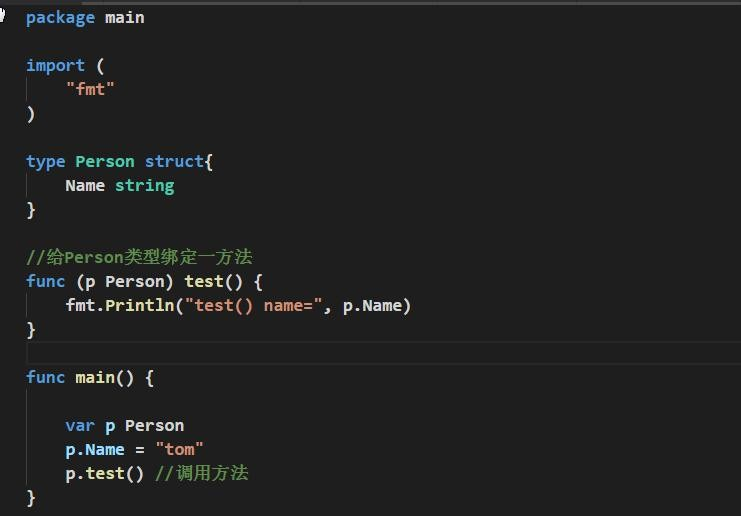 package main
import (
"fmt"
)
type Person struct{
Name string
}
//给Person类型绑定一方法
func (p Person) test() {
fmt.Println("test() name=", p.Name)
}
func main() {
var p Person
p.Name = "tom"
p.test() //调用方法
}